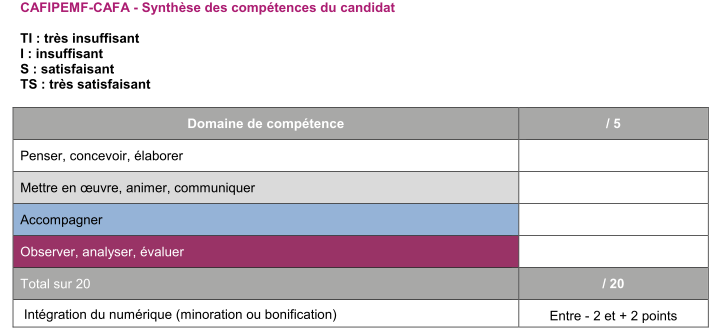 CAFIPEMF-CAFA - Synthèse des compétences du candidat
TI : très insuffisant
I : insuffisant
S : satisfaisant
TS : très satisfaisant
Domaine de compétence / 5
Penser, concevoir, élaborer
Mettre en œuvre, animer, communiquer
Accompagner
Observer, analyser, évaluer
Total sur 20 / 20
Intégration du numérique (minoration ou bonification) Entre - 2 et + 2 points